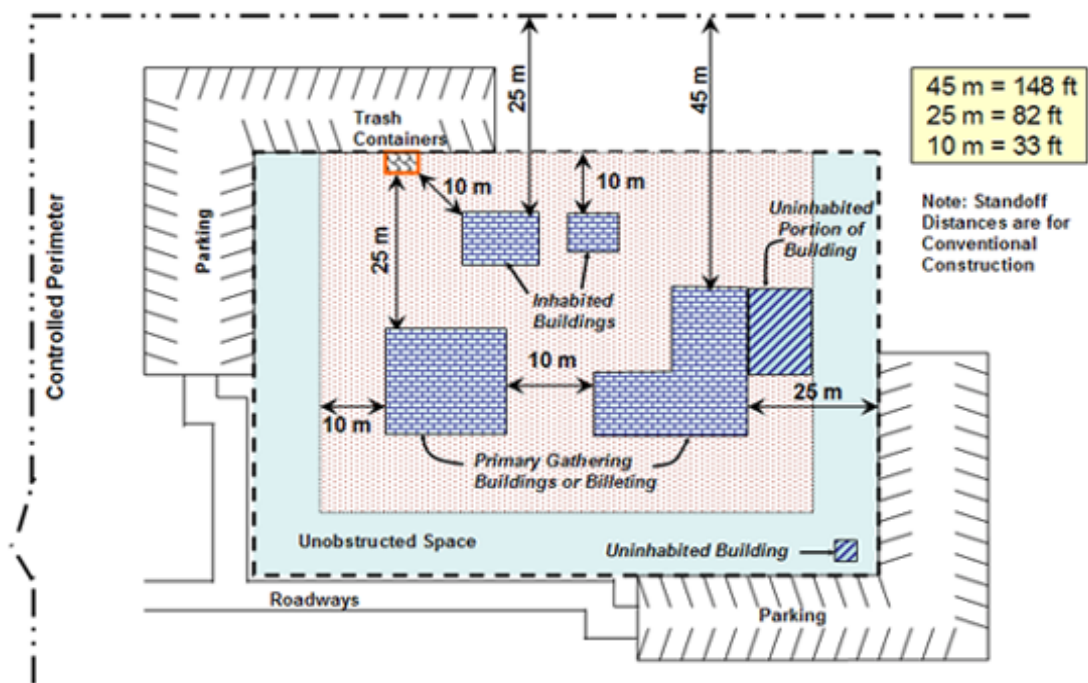 25 m
45 m
45 m = 148 ft
25 m = 82 ft
10 m = 33 ft
Trash
Containers
Note: Standoff
Distances are for
Conventional
Construction
10 m
10 m
Uninhabited
Portion of
Building
Parking
25 m
Controlled Perimeter
Inhabited
Buildings
10 m
25 m
10 m
Primary Gathering
Buildings or Billeting
Unobstructed Space
Uninhabited Building
Roadways
Parking